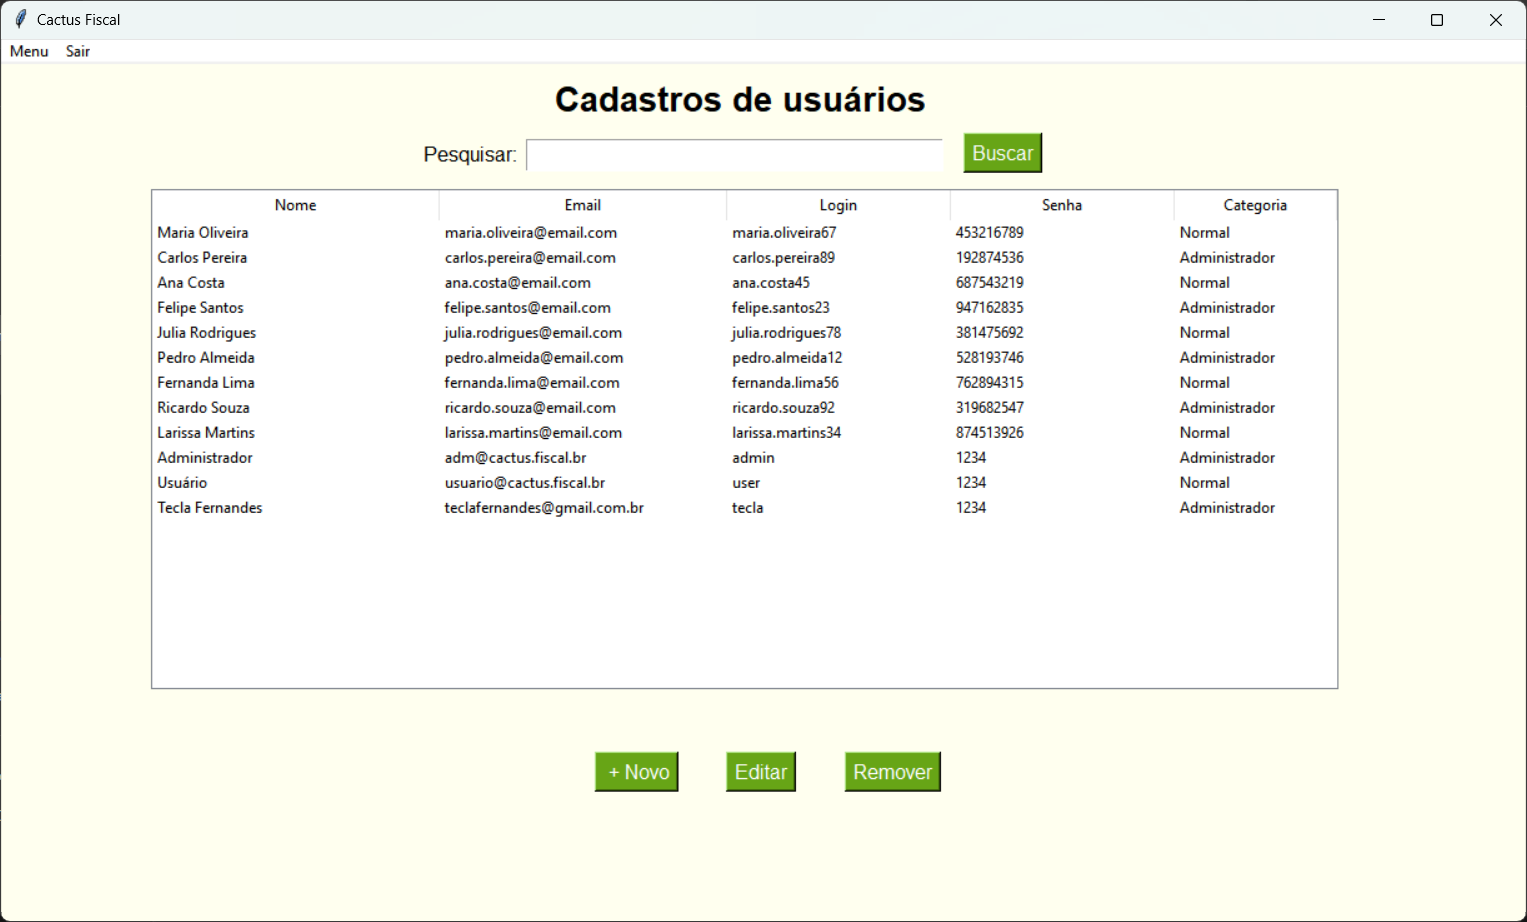 Cactus Fiscal
Menu Sair
Cadastros de usuários
Pesquisar: Buscar
Nome Email Login Senha Categoria
Maria Oliveira maria.oliveira@email.com maria.oliveira67 453216789 Normal
Carlos Pereira carlos.pereira@email.com carlos.pereira89 192874536 Administrador
Ana Costa ana.costa@email.com ana.costa45 687543219 Normal
Felipe Santos felipe.santos@email.com felipe.santos23 947162835 Administrador
Julia Rodrigues julia.rodrigues@email.com julia.rodrigues78 381475692 Normal
Pedro Almeida pedro.almeida@email.com pedro.almeida12 528193746 Administrador
Fernanda Lima fernanda.lima@email.com fernanda.lima56 762894315 Normal
Ricardo Souza ricardo.souza@email.com ricardo.souza92 319682547 Administrador
Larissa Martins larissa.martins@email.com larissa.martins34 874513926 Normal
Administrador adm@cactus.fiscal.br admin 1234 Administrador
Usuário usuario@cactus.fiscal.br user 1234 Normal
Tecla Fernandes teclafernandes@gmail.com.br tecla 1234 Administrador
+ Novo Editar Remover